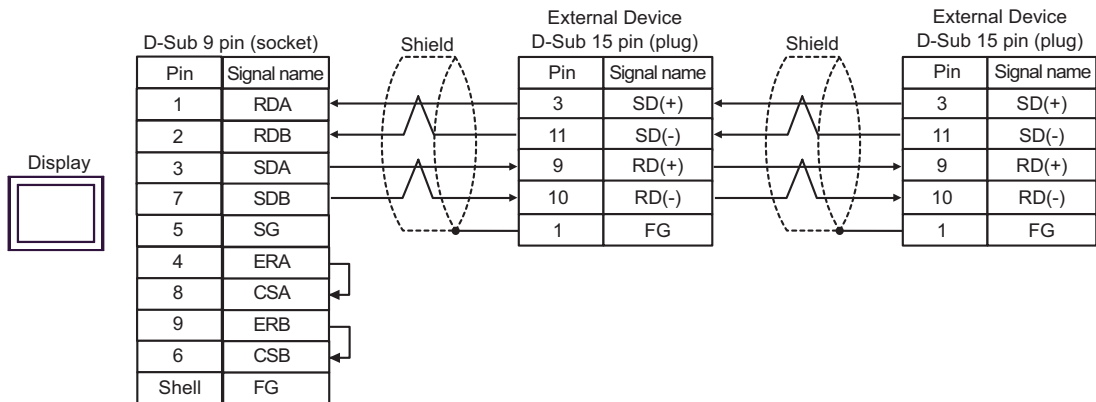 Display
D-Sub 9 pin (socket)
Pin Signal name
1 RDA
2 RDB
3 SDA
7 SDB
5 SG
4 ERA
8 CSA
9 ERB
6 CSB
Shell FG
Shield
External Device
D-Sub 15 pin (plug)
Pin Signal name
3 SD(+)
11 SD(-)
9 RD(+)
10 RD(-)
1 FG
Shield
External Device
D-Sub 15 pin (plug)
Pin Signal name
3 SD(+)
11 SD(-)
9 RD(+)
10 RD(-)
1 FG